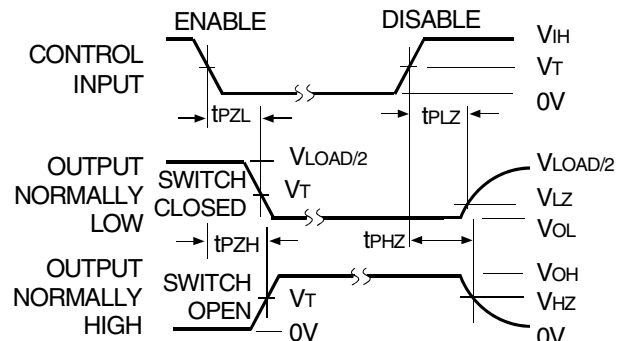 ENABLE DISABLE
CONTROL INPUT
VIH
VT
0V
tPZL tPLZ
OUTPUT NORMALLY LOW
SWITCH CLOSED
VLOAD/2
VT
VLOAD/2
VLZ
VOL
tPZH tPHZ
OUTPUT NORMALLY HIGH
SWITCH OPEN
VT
0V
VOH
VHZ
0V